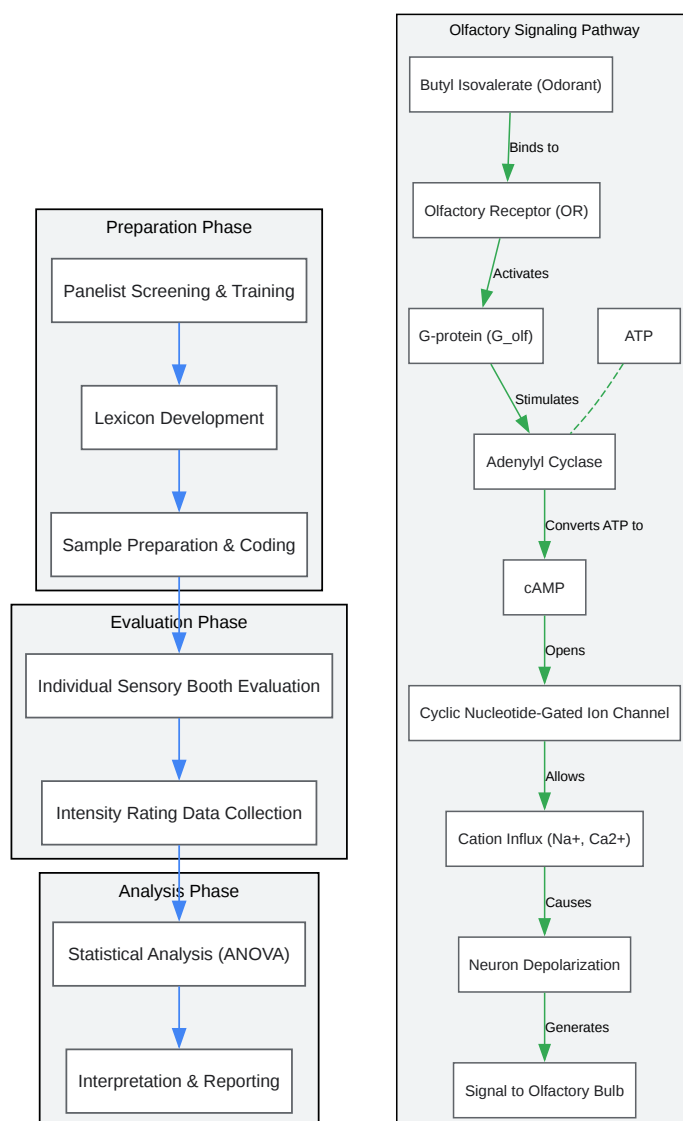 Preparation Phase
Panelist Screening & Training
Lexicon Development
Sample Preparation & Coding
Evaluation Phase
Individual Sensory Booth Evaluation
Intensity Rating Data Collection
Analysis Phase
Statistical Analysis (ANOVA)
Interpretation & Reporting
Olfactory Signaling Pathway
Butyl Isovalerate (Odorant)
Binds to
Olfactory Receptor (OR)
Activates
G-protein (G_olf)
ATP
Stimulates
Adenylyl Cyclase
Converts ATP to
cAMP
Opens
Cyclic Nucleotide-Gated Ion Channel
Allows
Cation Influx (Na+, Ca2+)
Causes
Neuron Depolarization
Generates
Signal to Olfactory Bulb